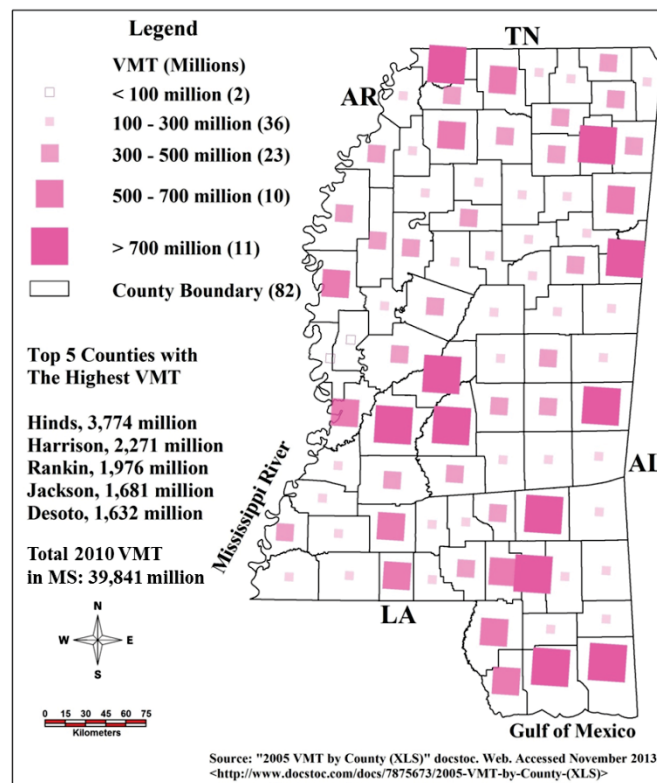 Legend
VMT (Millions)
< 100 million (2)
100 - 300 million (36)
300 - 500 million (23)
500 - 700 million (10)
> 700 million (11)
County Boundary (82)
Top 5 Counties with
The Highest VMT
Hinds, 3,774 million
Harrison, 2,271 million
Rankin, 1,976 million
Jackson, 1,681 million
Desoto, 1,632 million
Total 2010 VMT
in MS: 39,841 million
N
W E
S
0 15 30 45 60 75
Kilometers
TN
AR
AL
Mississippi River
LA
Gulf of Mexico
Source: "2005 VMT by County (XLS)" docstoc. Web. Accessed November 2013
<http://www.docstoc.com/docs/7875673/2005-VMT-by-County-(XLS)>